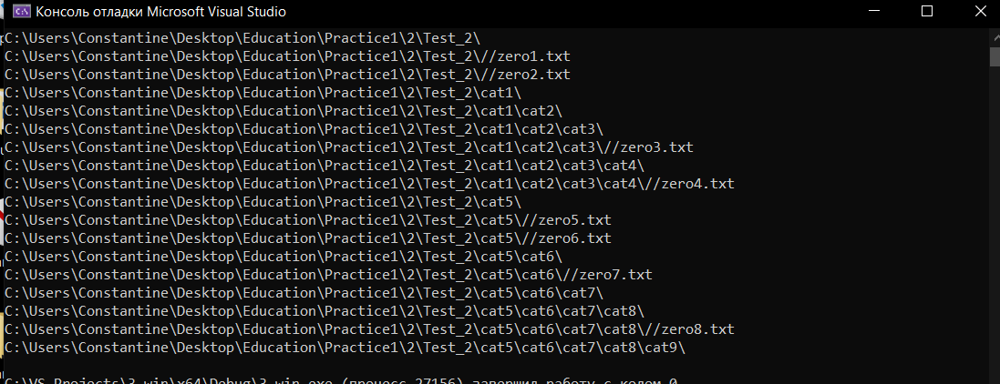 Консоль отладки Microsoft Visual Studio
C:\Users\Constantine\Desktop\Education\Practice1\2\Test_2\
C:\Users\Constantine\Desktop\Education\Practice1\2\Test_2\//zero1.txt
C:\Users\Constantine\Desktop\Education\Practice1\2\Test_2\//zero2.txt
C:\Users\Constantine\Desktop\Education\Practice1\2\Test_2\cat1\
C:\Users\Constantine\Desktop\Education\Practice1\2\Test_2\cat1\cat2\
C:\Users\Constantine\Desktop\Education\Practice1\2\Test_2\cat1\cat2\cat3\
C:\Users\Constantine\Desktop\Education\Practice1\2\Test_2\cat1\cat2\cat3\//zero3.txt
C:\Users\Constantine\Desktop\Education\Practice1\2\Test_2\cat1\cat2\cat3\cat4\
C:\Users\Constantine\Desktop\Education\Practice1\2\Test_2\cat1\cat2\cat3\cat4\//zero4.txt
C:\Users\Constantine\Desktop\Education\Practice1\2\Test_2\cat5\
C:\Users\Constantine\Desktop\Education\Practice1\2\Test_2\cat5\//zero5.txt
C:\Users\Constantine\Desktop\Education\Practice1\2\Test_2\cat5\//zero6.txt
C:\Users\Constantine\Desktop\Education\Practice1\2\Test_2\cat5\cat6\
C:\Users\Constantine\Desktop\Education\Practice1\2\Test_2\cat5\cat6\//zero7.txt
C:\Users\Constantine\Desktop\Education\Practice1\2\Test_2\cat5\cat6\cat7\
C:\Users\Constantine\Desktop\Education\Practice1\2\Test_2\cat5\cat6\cat7\cat8\
C:\Users\Constantine\Desktop\Education\Practice1\2\Test_2\cat5\cat6\cat7\cat8\//zero8.txt
C:\Users\Constantine\Desktop\Education\Practice1\2\Test_2\cat5\cat6\cat7\cat8\cat9\
C:\VS Projects\3 win\x64\Debug\3 win.exe (процесс 27156) завершил работу с кодом 0